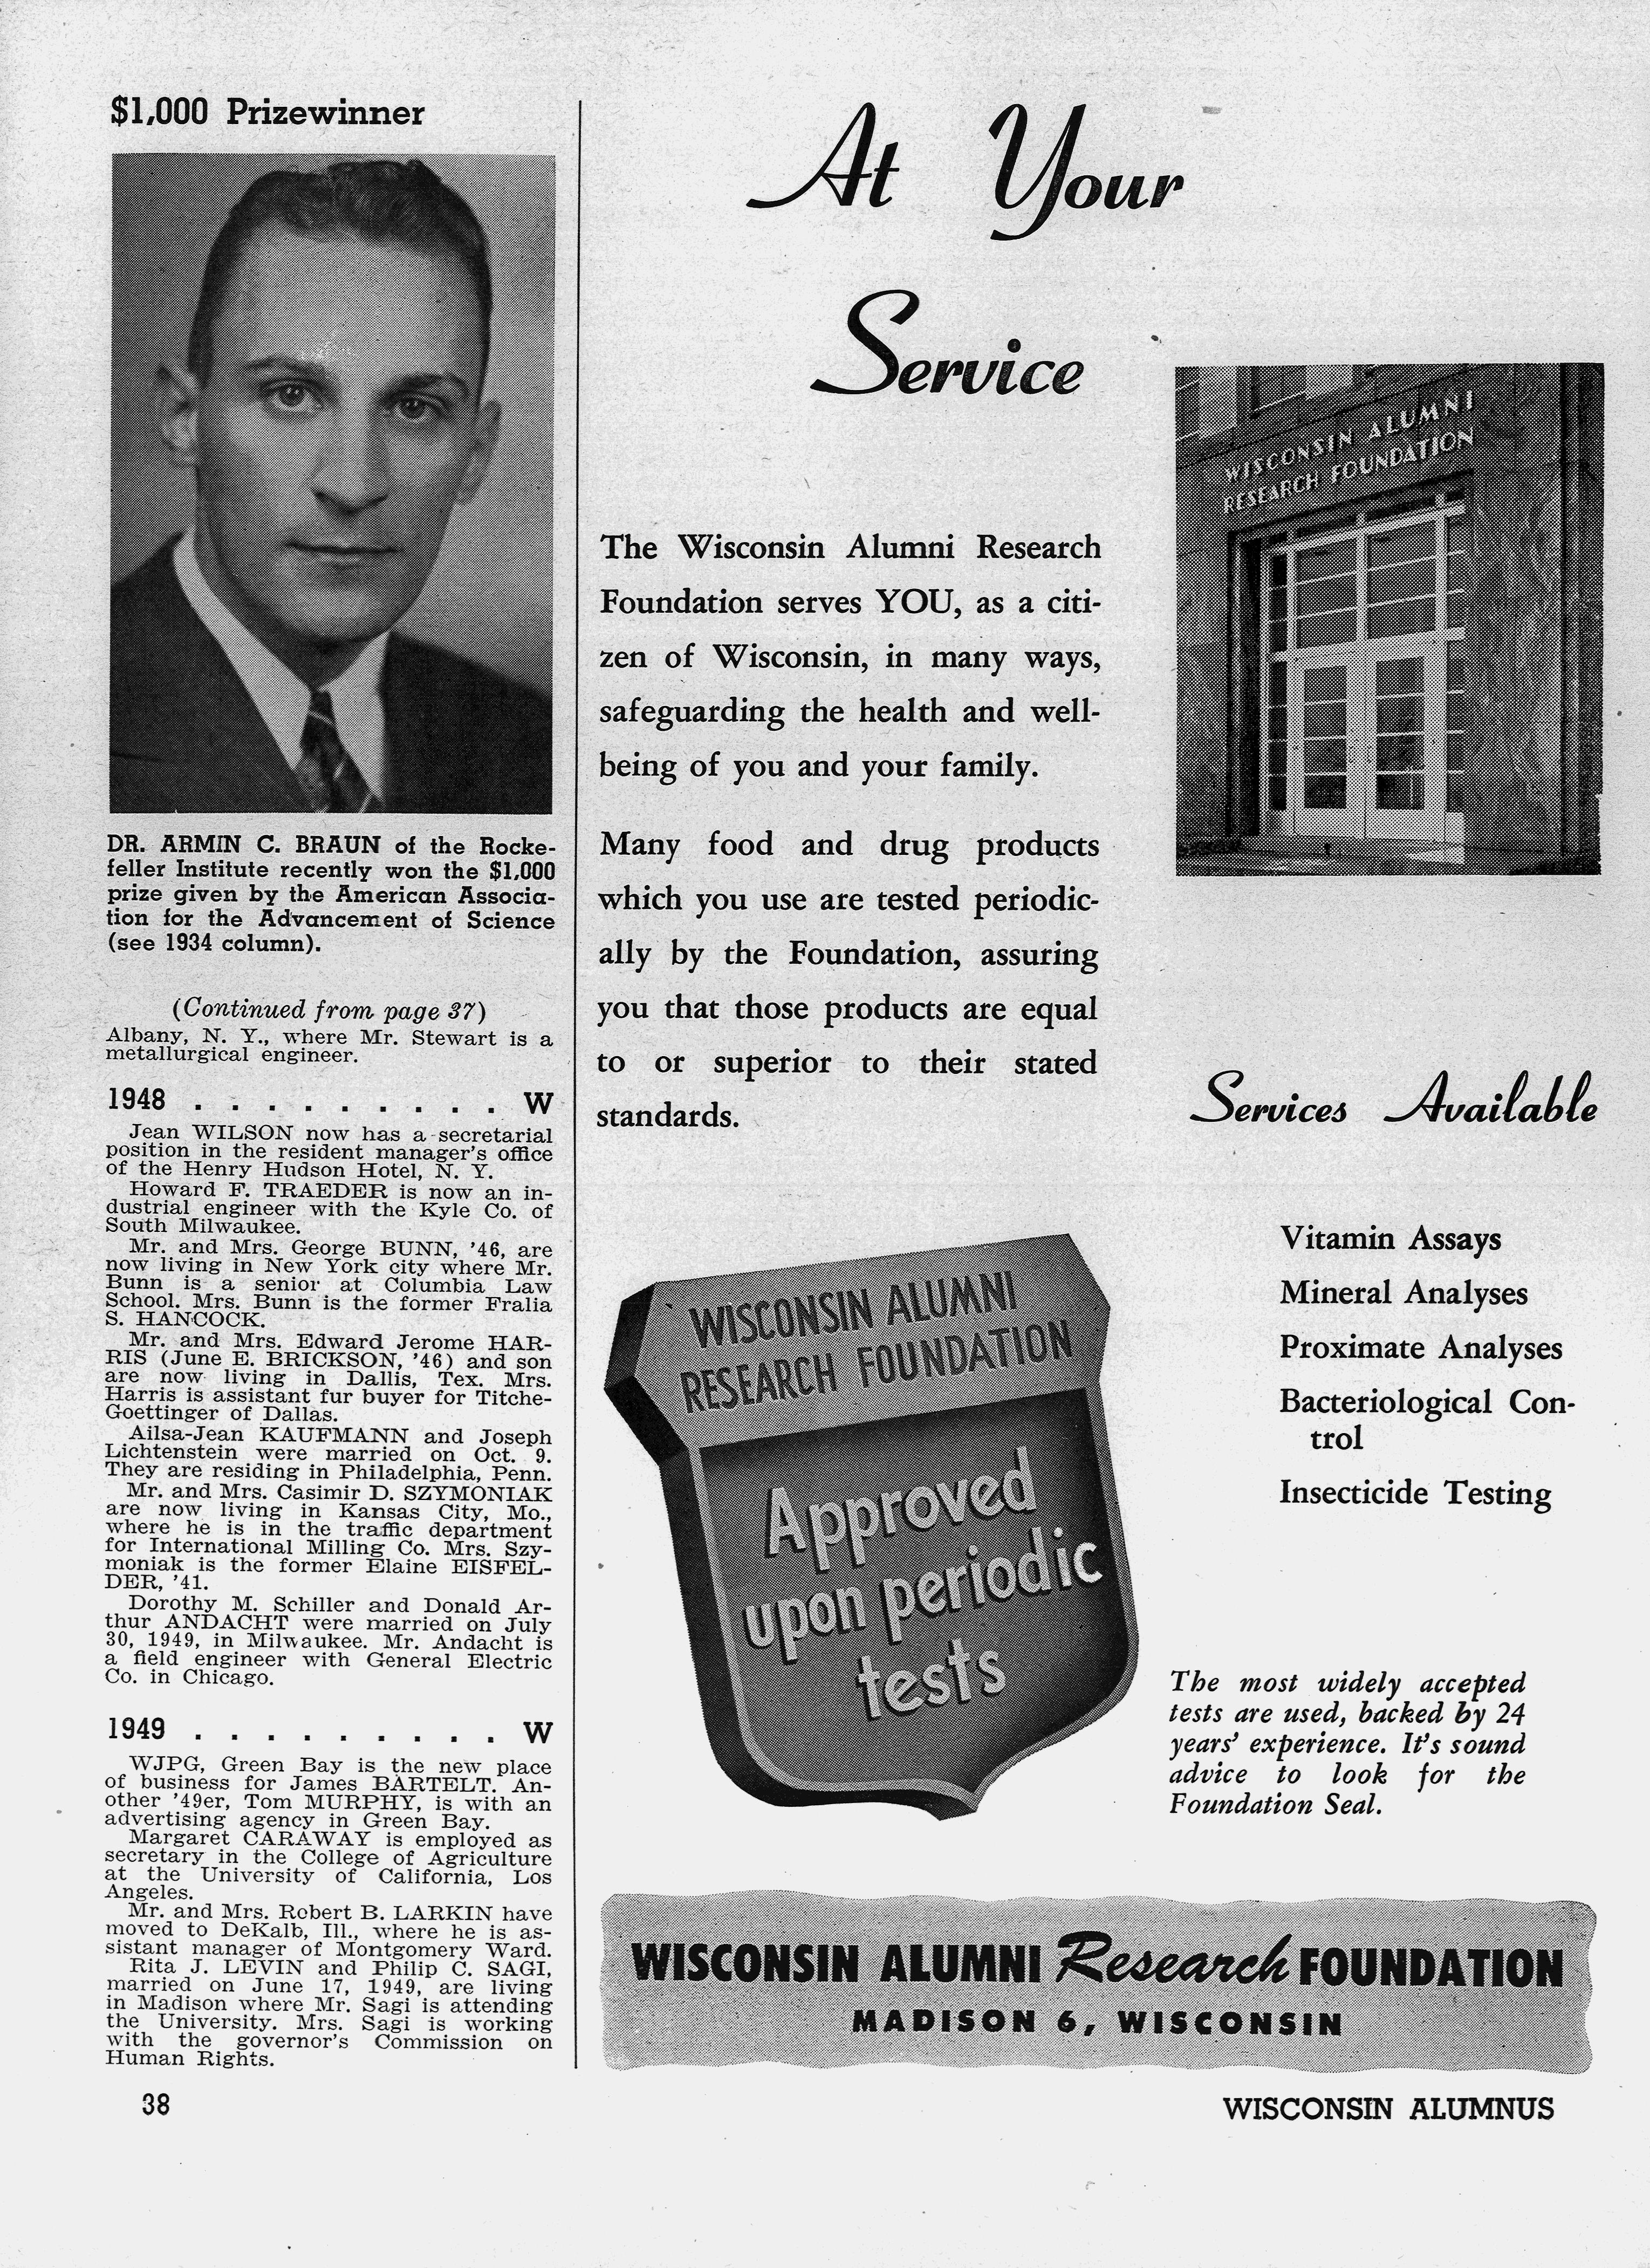 $1,000 Prizewinner
DR. ARMIN C. BRAUN of the Rocke-
feller Institute recently won the $1,000
prize given by the American Associa-
tion for the Advancement of Science
(see 1934 column).
(Continued from page 37)
Albany, N. Y., where Mr. Stewart is a
metallurgical engineer.
1948 . . . . . . . . . . W
Jean WILSON now has a secretarial
position in the resident manager's office
of the Henry Hudson Hotel, N. Y.
Howard F. TRAEDER is now an in-
dustrial engineer with the Kyle Co. of
South Milwaukee.
Mr. and Mrs. George BUNN, '46, are
now living in New York city where Mr.
Bunn is a senior at Columbia Law
School. Mrs. Bunn is the former Fralia
S. HANCOCK.
Mr. and Mrs. Edward Jerome HAR-
RIS (June E. BRICKSON, '46) and son
are now living in Dallis, Tex. Mrs.
Harris is assistant fur buyer for Titche-
Goettinger of Dallas.
Ailsa-Jean KAUFMANN and Joseph
Lichtenstein were married on Oct. 9.
They are residing in Philadelphia, Penn.
Mr. and Mrs. Casimir D. SZYMONIAK
are now living in Kansas City, Mo.,
where he is in the traffic department
for International Milling Co. Mrs. Szy-
moniak is the former Elaine EISFEL-
DER, '41.
Dorothy M. Schiller and Donald Ar-
thur ANDACHT were married on July
30, 1949, in Milwaukee. Mr. Andacht is
a field engineer with General Electric
Co. in Chicago.
1949 . . . . . . . . . . W
WJPG, Green Bay is the new place
of business for James BARTELT. An-
other '49er, Tom MURPHY, is with an
advertising agency in Green Bay.
Margaret CARAWAY is employed as
secretary in the College of Agriculture
at the University of California, Los
Angeles.
Mr. and Mrs. Robert B. LARKIN have
moved to DeKalb, Ill., where he is as-
sistant manager of Montgomery Ward.
Rita J. LEVIN and Philip C. SAGI,
married on June 17, 1949, are living
in Madison where Mr. Sagi is attending
the University. Mrs. Sagi is working
with the governor's Commission on
Human Rights.
At Your
Service
WISCONSIN ALUMNI
RESEARCH FOUNDATION
The Wisconsin Alumni Research
Foundation serves YOU, as a citi-
zen of Wisconsin, in many ways,
safeguarding the health and well-
being of you and your family.
Many food and drug products
which you use are tested periodic-
ally by the Foundation, assuring
you that those products are equal
to or superior to their stated
standards.
Services Available
Vitamin Assays
Mineral Analyses
Proximate Analyses
Bacteriological Con-
trol
Insecticide Testing
WISCONSIN ALUMNI
RESEARCH FOUNDATION
Approved
upon periodic
tests
The most widely accepted
tests are used, backed by 24
years' experience. It's sound
advice to look for the
Foundation Seal.
WISCONSIN ALUMNI Research FOUNDATION
MADISON 6, WISCONSIN
38
WISCONSIN ALUMNUS